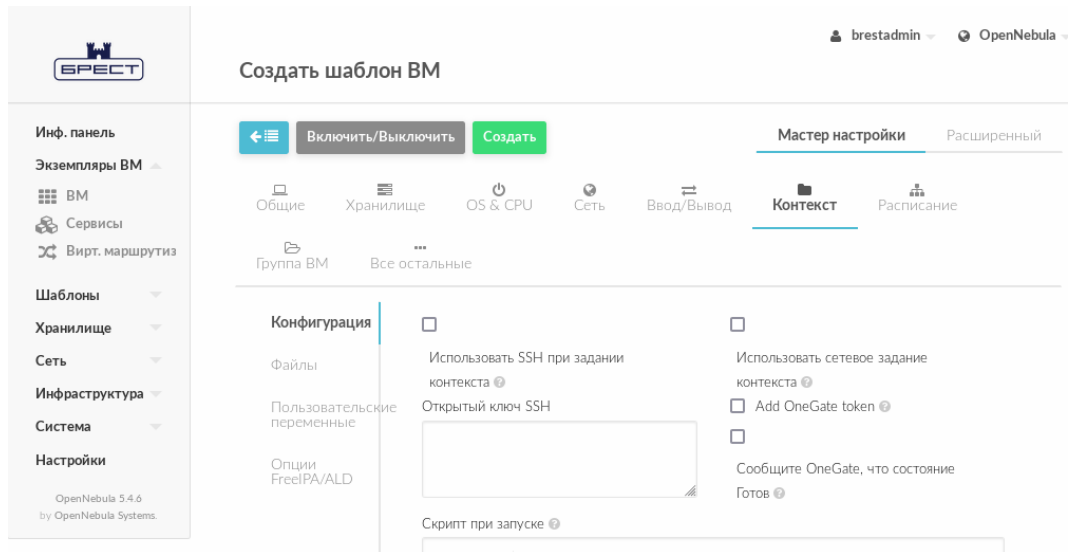 brestadmin OpenNebula
БРЕСТ
Создать шаблон ВМ
Инф. панель
Экземпляры ВМ
ВМ
Сервисы
Вирт. маршрутиз
Шаблоны
Хранилище
Сеть
Инфраструктура
Система
Настройки
OpenNebula 5.4.6
by OpenNebula Systems.
Включить/Выключить Создать
Мастер настройки Расширенный
Общие Хранилище OS & CPU Сеть Ввод/Вывод Контекст Расписание
Группа ВМ Все остальные
Конфигурация
Файлы
Пользовательские
переменные
Опции
FreeIPA/ALD
Использовать SSH при задании
контекста
Открытый ключ SSH
Использовать сетевое задание
контекста
Add OneGate token
Сообщите OneGate, что состояние
Готов
Скрипт при запуске